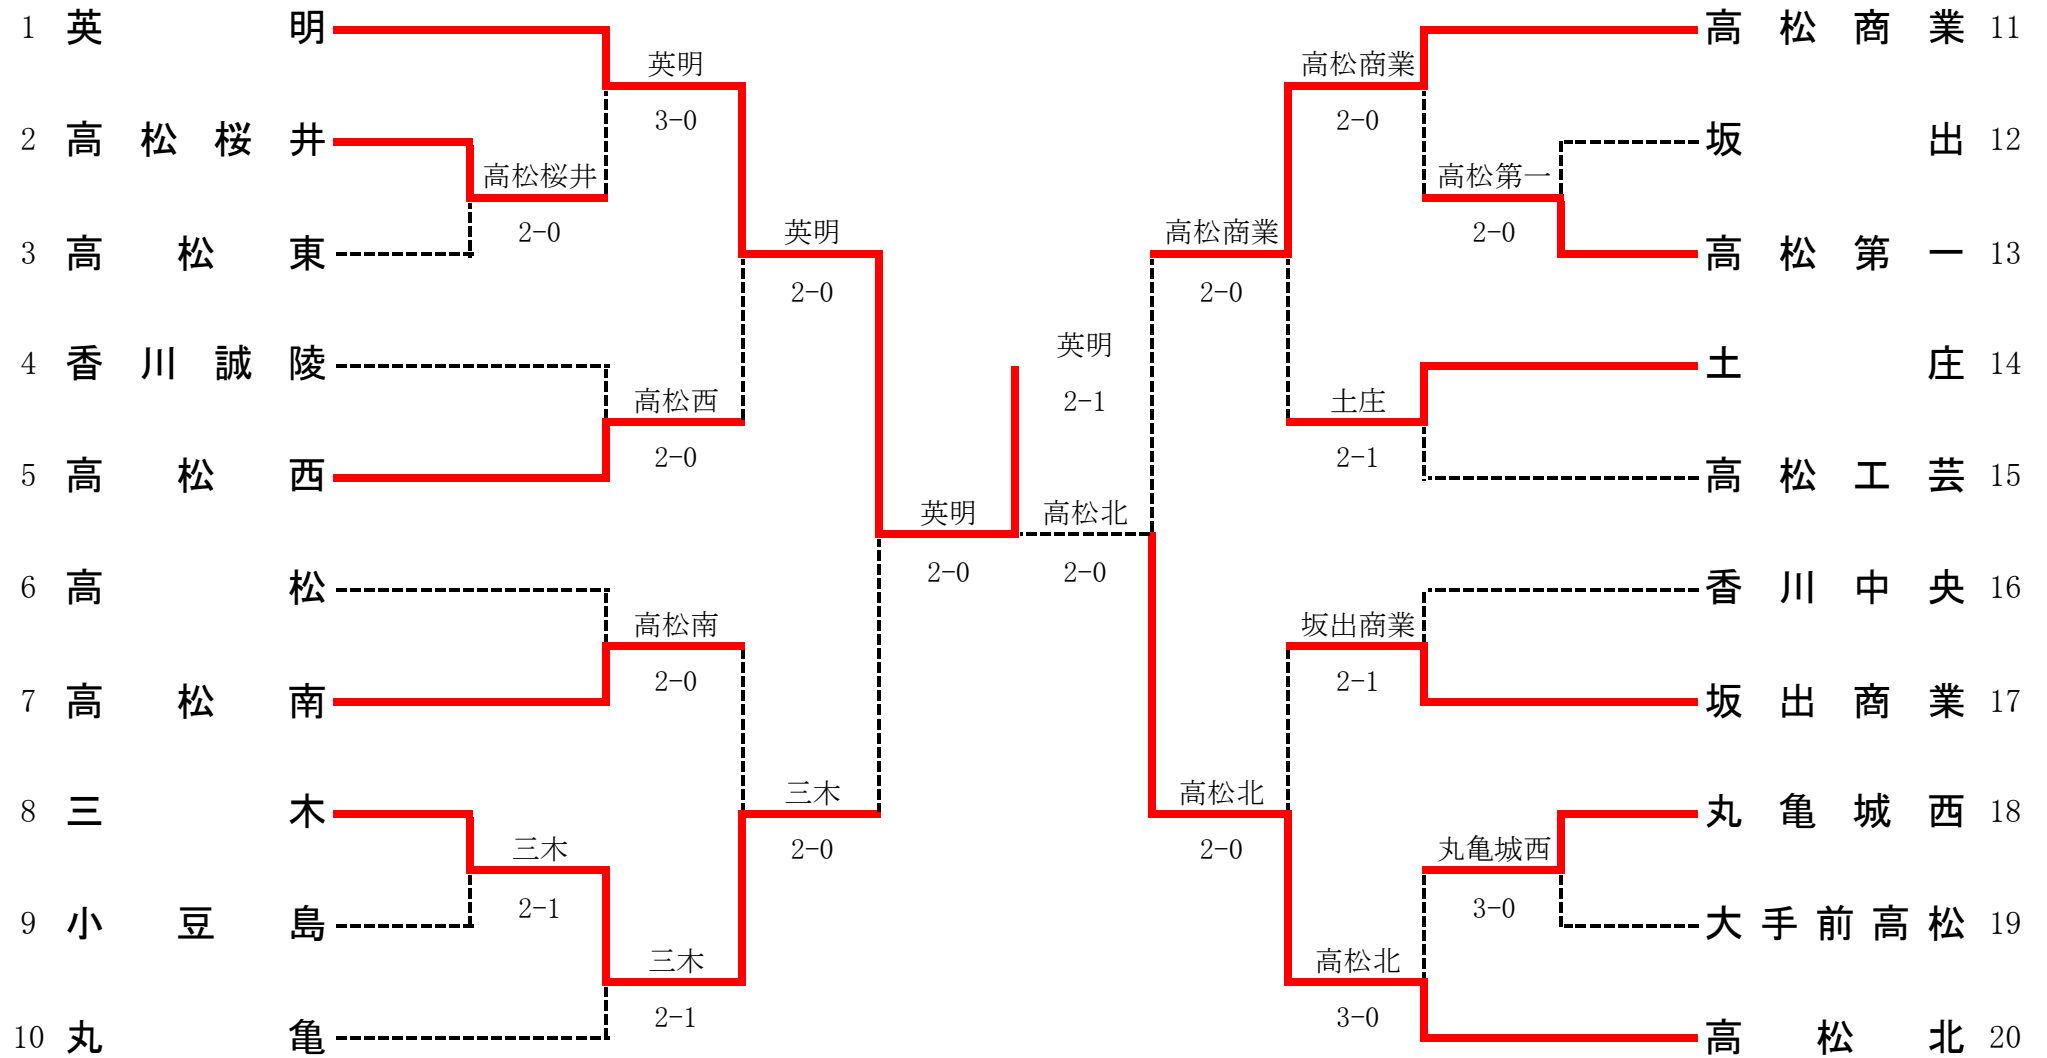 1 英明
英明
3-0
2 高松桜井
高松桜井
2-0
3 高松東
英明
2-0
4 香川誠陵
高松西
2-0
5 高松西
英明
2-0
6 高松
高松南
2-0
7 高松南
8 三木
三木
2-0
三木
2-1
9 小豆島
三木
2-1
10 丸亀
英明
2-1
高松北
2-0
高松商業 11
高松商業
2-0
坂出 12
高松第一
2-0
高松第一 13
高松商業
2-0
土庄 14
土庄
2-1
高松工芸 15
香川中央 16
坂出商業
2-1
坂出商業 17
丸亀城西 18
高松北
2-0
丸亀城西
3-0
大手前高松 19
高松北
3-0
高松北 20